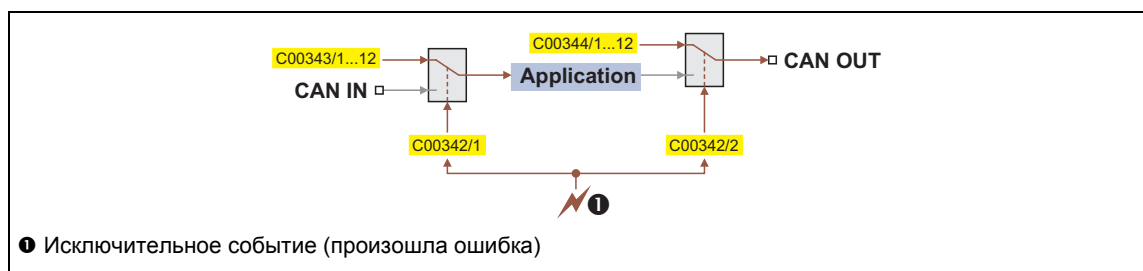 C00344/1...12
C00343/1...12
CAN OUT
Application
CAN IN
C00342/1
C00342/2
❶
❶ Исключительное событие (произошла ошибка)